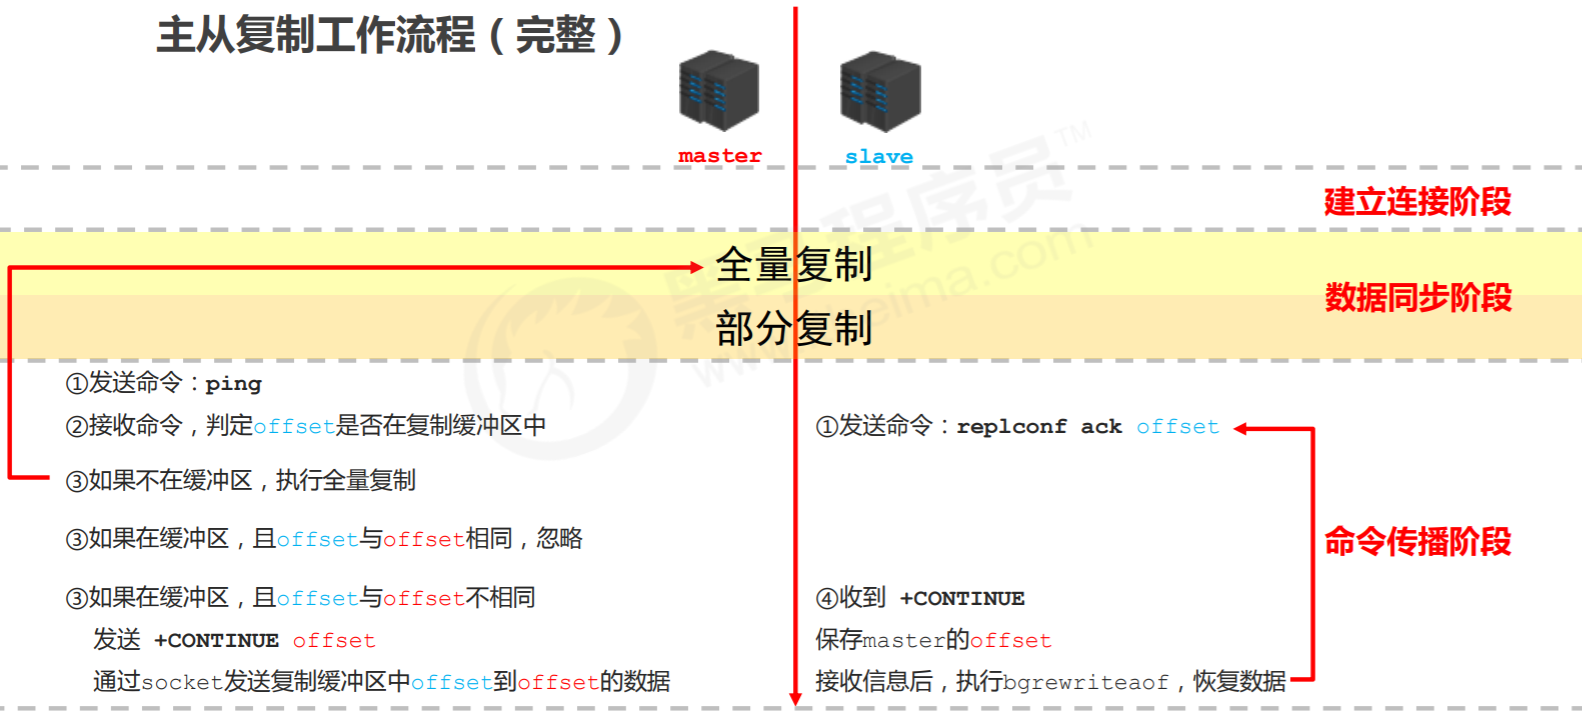 主从复制工作流程（完整）
master
slave
建立连接阶段
全量复制
数据同步阶段
部分复制
①发送命令：ping
②接收命令，判定offset是否在复制缓冲区中
①发送命令：replconf ack offset
③如果不在缓冲区，执行全量复制
③如果在缓冲区，且offset与offset相同，忽略
命令传播阶段
③如果在缓冲区，且offset与offset不相同
④收到 +CONTINUE
发送 +CONTINUE offset
保存master的offset
通过socket发送复制缓冲区中offset到offset的数据
接收信息后，执行bgrewriteaof，恢复数据
黑马程序员™
www.itheima.com